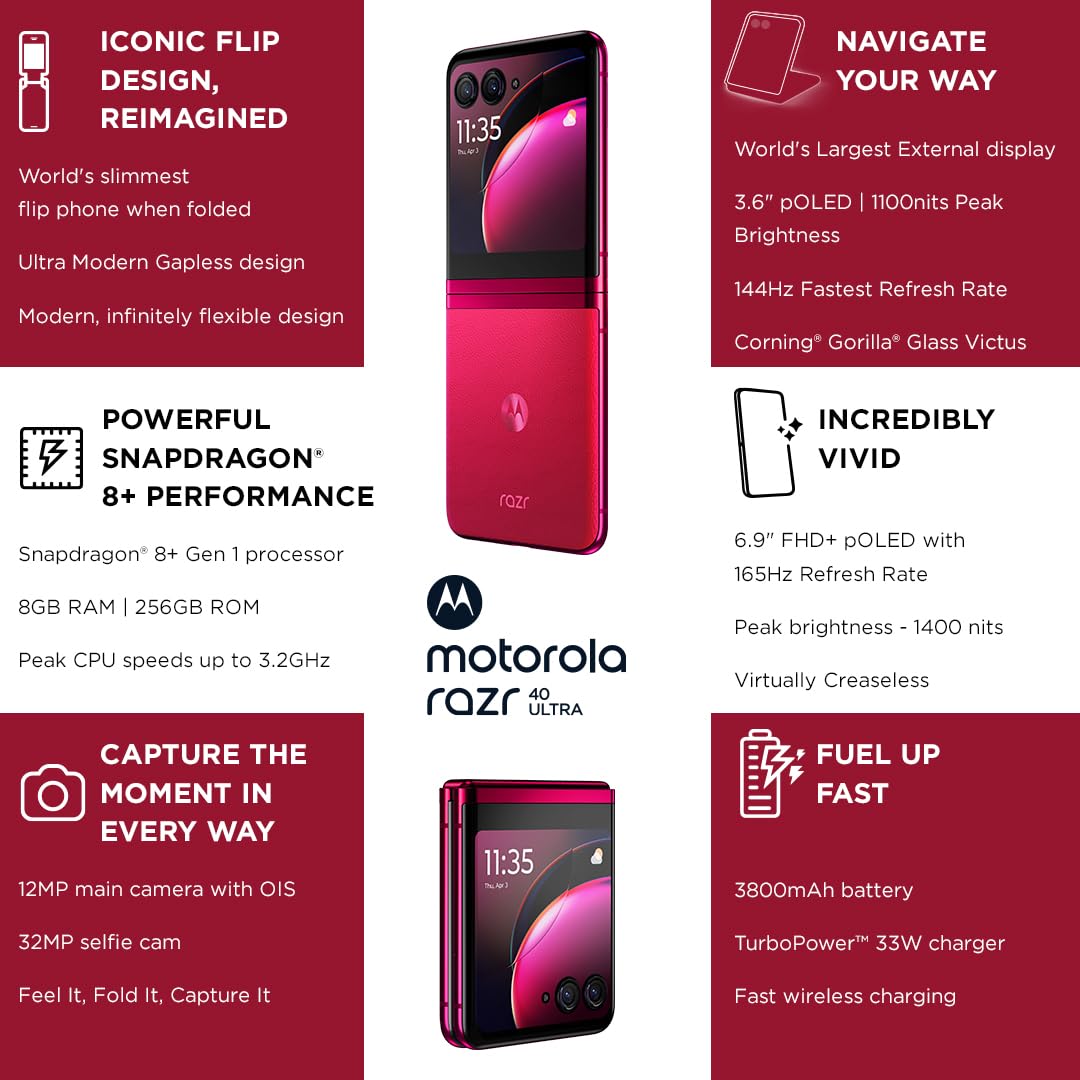 ICONIC FLIP
DESIGN,
REIMAGINED
World's slimmest
flip phone when folded
Ultra Modern Gapless design
Modern, infinitely flexible design
11:35
Thu, Apr 3
razr
NAVIGATE
YOUR WAY
World's Largest External display
3.6" pOLED | 1100nits Peak
Brightness
144Hz Fastest Refresh Rate
Corning® Gorilla® Glass Victus
POWERFUL
SNAPDRAGON®
8+ PERFORMANCE
Snapdragon® 8+ Gen 1 processor
8GB RAM | 256GB ROM
Peak CPU speeds up to 3.2GHz
motorola
razr 40
ULTRA
INCREDIBLY
VIVID
6.9" FHD+ pOLED with
165Hz Refresh Rate
Peak brightness - 1400 nits
Virtually Creaseless
CAPTURE THE
MOMENT IN
EVERY WAY
12MP main camera with OIS
32MP selfie cam
Feel It, Fold It, Capture It
11:35
Thu, Apr 3
FUEL UP
FAST
3800mAh battery
TurboPower™ 33W charger
Fast wireless charging